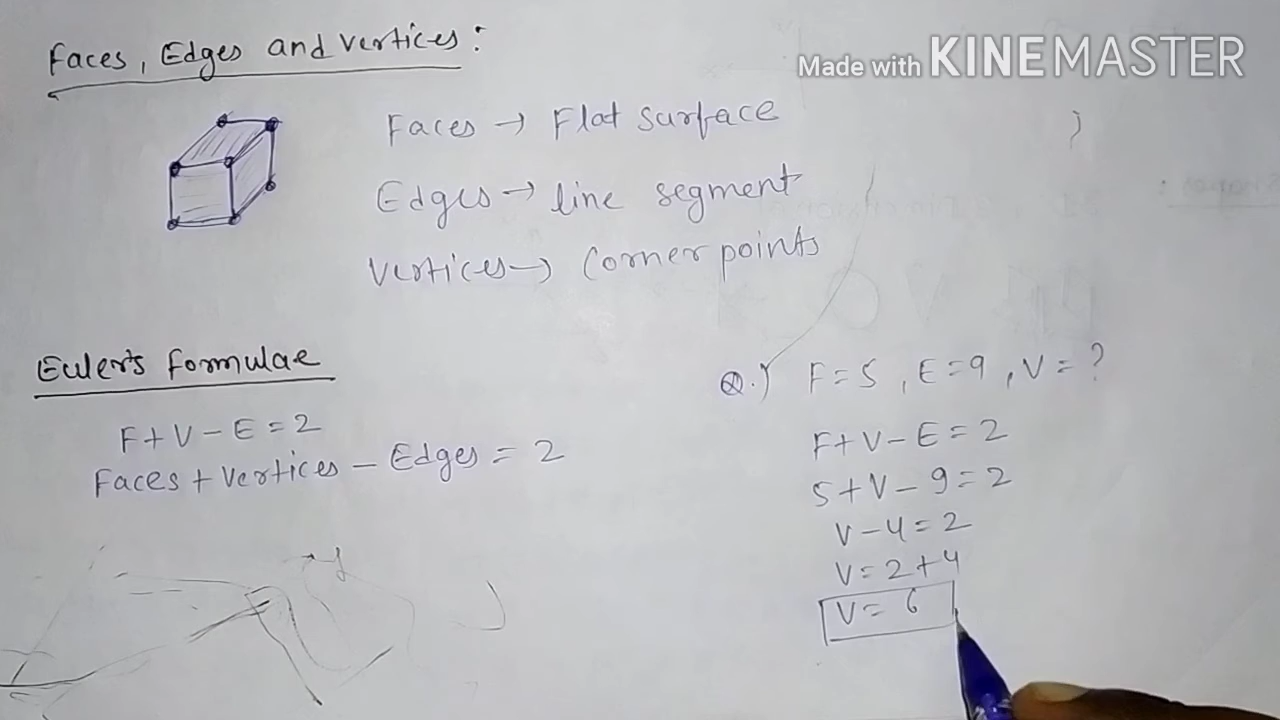 Made with KINEMASTER
Faces, Edges and Vertices:
Faces → Flat surface
Edges → line segment
Vertices → Corner points
Euler's formulae
F+V-E=2
Faces + Vertices - Edges = 2
Q.) F=5, E=9, V=?
F+V-E=2
5+V-9=2
V-4=2
V=2+4
V=6